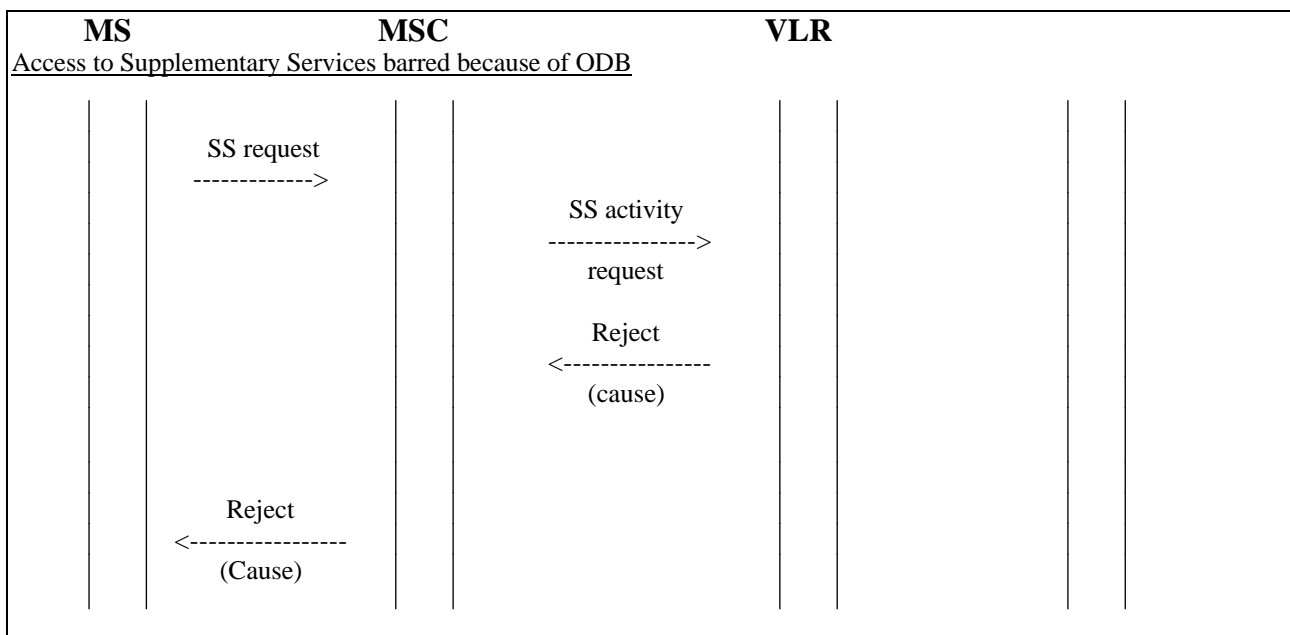 MS MSC VLR
Access to Supplementary Services barred because of ODB
SS request
------------->
SS activity
---------------->
request
Reject
<----------------
(cause)
Reject
<-----------------
(Cause)